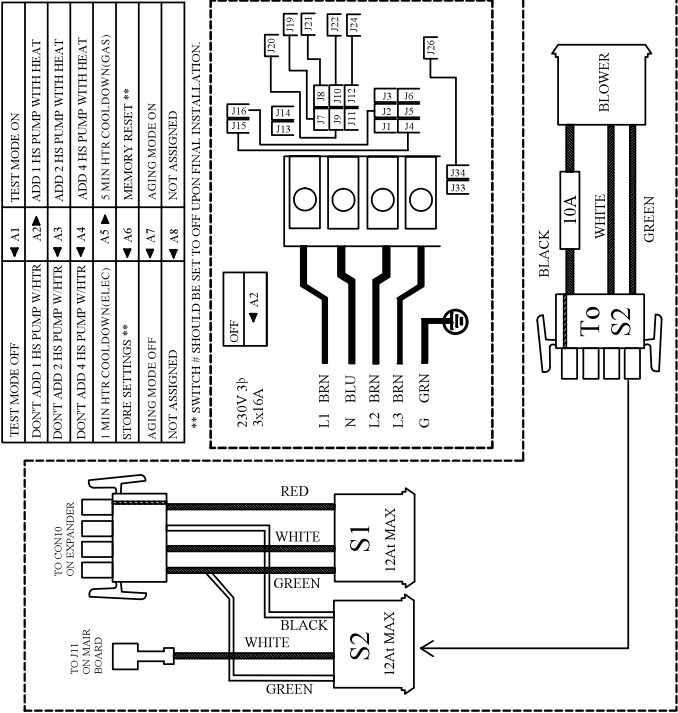 TEST MODE OFF
A1
TEST MODE ON
DON'T ADD 1 HS PUMP W/HTR
A2
ADD 1 HS PUMP WITH HEAT
DON'T ADD 2 HS PUMP W/HTR
A3
ADD 2 HS PUMP WITH HEAT
DON'T ADD 4 HS PUMP W/HTR
A4
ADD 4 HS PUMP WITH HEAT
1 MIN HTR COOLDOWN(ELEC)
A5
5 MIN HTR COOLDOWN(GAS)
STORE SETTINGS **
A6
MEMORY RESET **
AGING MODE OFF
A7
AGING MODE ON
NOT ASSIGNED
A8
NOT ASSIGNED
** SWITCH # SHOULD BE SET TO OFF UPON FINAL INSTALLATION.
J20
J19
J21
J22
J24
J26
J8
J10
J12
J7
J9
J11
J3
J6
J2
J5
J1
J4
J16
J15
J14
J13
J34
J33
OFF
A2
230V 3þ
3x16A
L1 BRN
N BLU
L2 BRN
L3 BRN
G GRN
BLOWER
BLACK
10A
WHITE
GREEN
To
S2
TO CON10
ON EXPANDER
RED
WHITE
GREEN
S1
12At MAX
BLACK
WHITE
GREEN
S2
12At MAX
TO J11
ON MAIR
BOARD